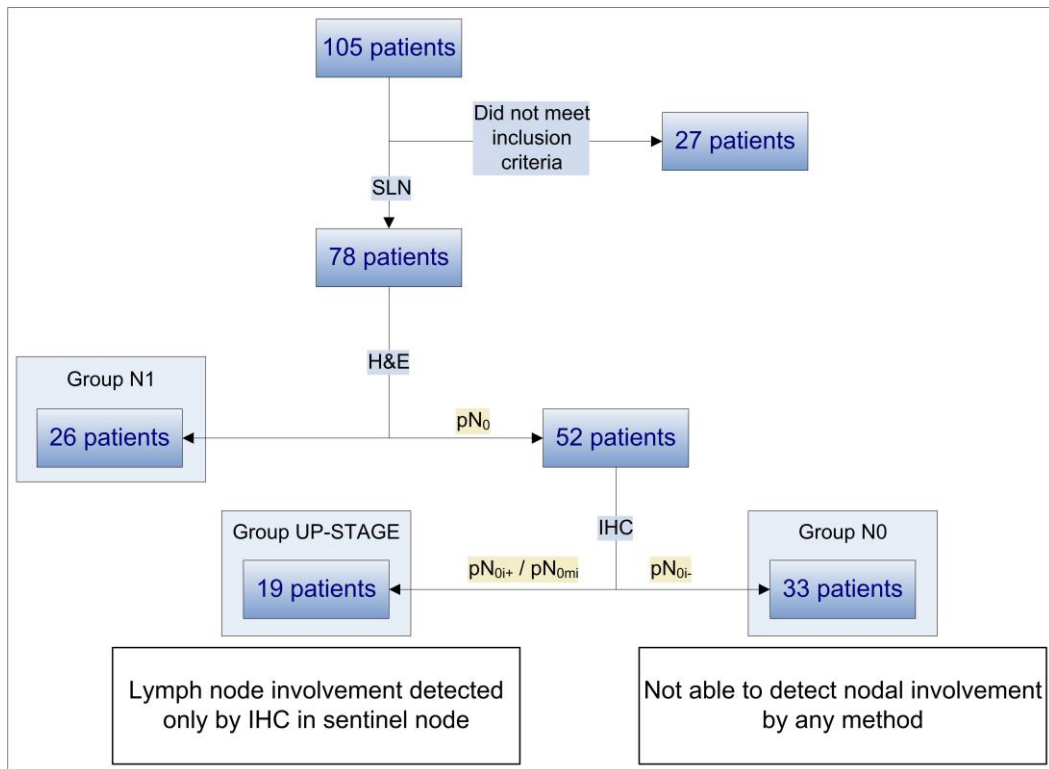 105 patients
Did not meet
inclusion
criteria
27 patients
SLN
78 patients
H&E
Group N1
26 patients
pN₀
52 patients
IHC
Group UP-STAGE
19 patients
pN₀ᵢ₊ / pN₀ₘᵢ
pN₀ᵢ₋
Group N0
33 patients
Lymph node involvement detected
only by IHC in sentinel node
Not able to detect nodal involvement
by any method